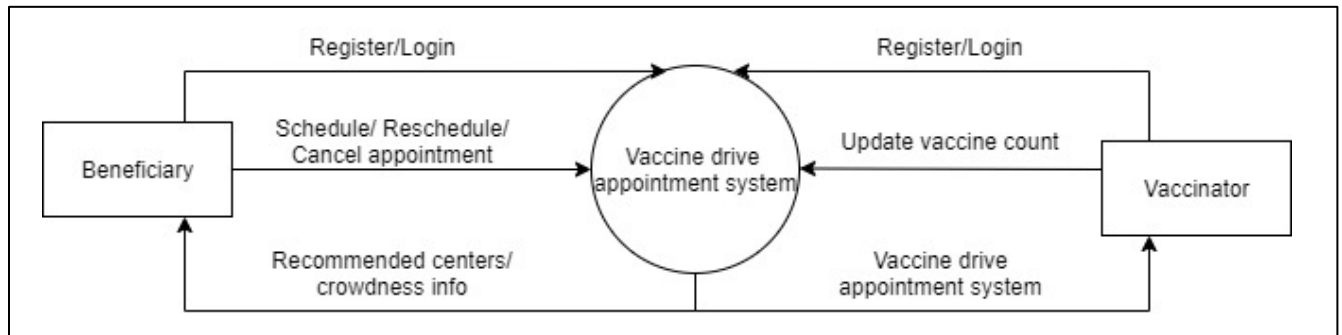 Register/Login
Register/Login
Schedule/ Reschedule/
Cancel appointment
Update vaccine count
Beneficiary
Vaccine drive
appointment system
Vaccinator
Recommended centers/
crowdness info
Vaccine drive
appointment system